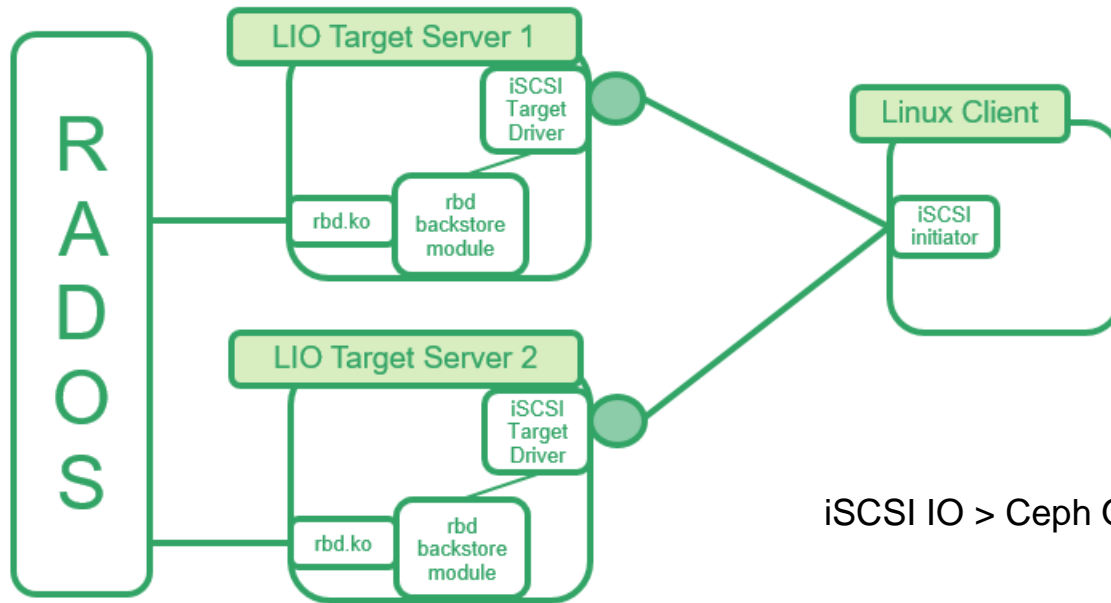 RADOS
LIO Target Server 1
iSCSI
Target
Driver
rbd.ko
rbd
backstore
module
LIO Target Server 2
iSCSI
Target
Driver
rbd.ko
rbd
backstore
module
Linux Client
iSCSI
initiator
iSCSI IO > Ceph